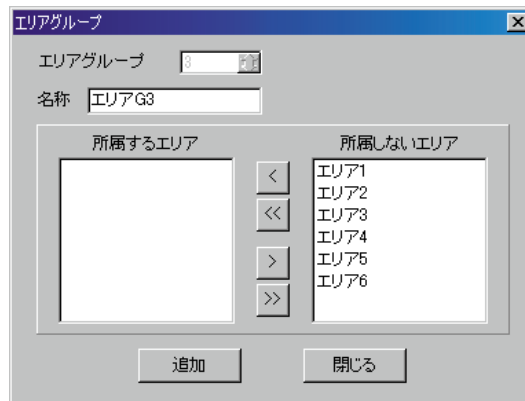 エリアグループ
エリアグループ 3
名称 エリアG3
所属するエリア 所属しないエリア
エリア1
エリア2
エリア3
エリア4
エリア5
エリア6
<
<<
>
>>
追加 閉じる